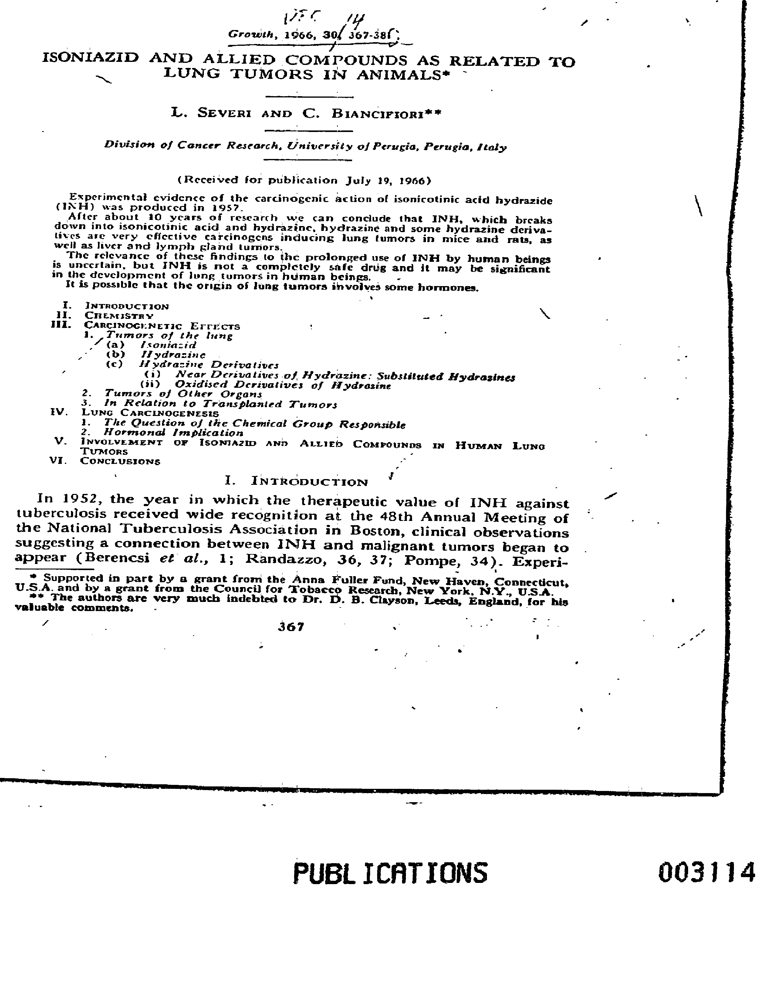 DEC 14
Growth, 1966, 30, 367-381;
ISONIAZID AND ALLIED COMPOUNDS AS RELATED TO
LUNG TUMORS IN ANIMALS*
L. SEVERI AND C. BIANCIFIORI**
Division of Cancer Research, University of Perugia, Perugia, Italy
(Received for publication July 19, 1966)
Experimental evidence of the carcinogenic action of isonicotinic acid hydrazide
(INH) was produced in 1957.
After about 10 years of research we can conclude that INH, which breaks
down into isonicotinic acid and hydrazine, hydrazine and some hydrazine deriva-
tives are very effective carcinogens inducing lung tumors in mice and rats, as
well as liver and lymph gland tumors.
The relevance of these findings to the prolonged use of INH by human beings
is uncertain, but INH is not a completely safe drug and it may be significant
in the development of lung tumors in human beings.
It is possible that the origin of lung tumors involves some hormones.
I. INTRODUCTION
II. CHEMISTRY
III. CARCINOGENETIC EFFECTS
1. Tumors of the lung
(a) Isoniazid
(b) Hydrazine
(c) Hydrazine Derivatives
(i) Near Derivatives of Hydrazine: Substituted Hydrazines
(ii) Oxidised Derivatives of Hydrazine
2. Tumors of Other Organs
3. In Relation to Transplanted Tumors
IV. LUNG CARCINOGENESIS
1. The Question of the Chemical Group Responsible
2. Hormonal Implication
V. INVOLVEMENT OF ISONIAZID AND ALLIED COMPOUNDS IN HUMAN LUNG
TUMORS
VI. CONCLUSIONS
I. INTRODUCTION
In 1952, the year in which the therapeutic value of INH against
tuberculosis received wide recognition at the 48th Annual Meeting of
the National Tuberculosis Association in Boston, clinical observations
suggesting a connection between INH and malignant tumors began to
appear (Berencsi et al., 1; Randazzo, 36, 37; Pompe, 34). Experi-
* Supported in part by a grant from the Anna Fuller Fund, New Haven, Connecticut,
U.S.A. and by a grant from the Council for Tobacco Research, New York, N.Y., U.S.A.
** The authors are very much indebted to Dr. D. B. Clayson, Leeds, England, for his
valuable comments.
367
PUBLICATIONS 003114